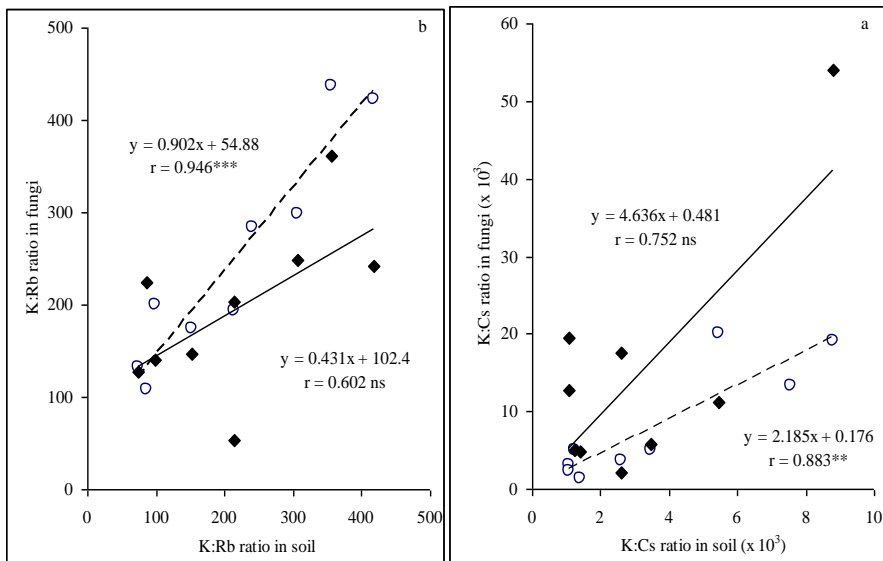 b
500
400
300
200
100
0
K:Rb ratio in fungi
y = 0.902x + 54.88
r = 0.946***
y = 0.431x + 102.4
r = 0.602 ns
0 100 200 300 400 500
K:Rb ratio in soil
a
60
50
40
30
20
10
0
K:Cs ratio in fungi (x 10³)
y = 4.636x + 0.481
r = 0.752 ns
y = 2.185x + 0.176
r = 0.883**
0 2 4 6 8 10
K:Cs ratio in soil (x 10³)